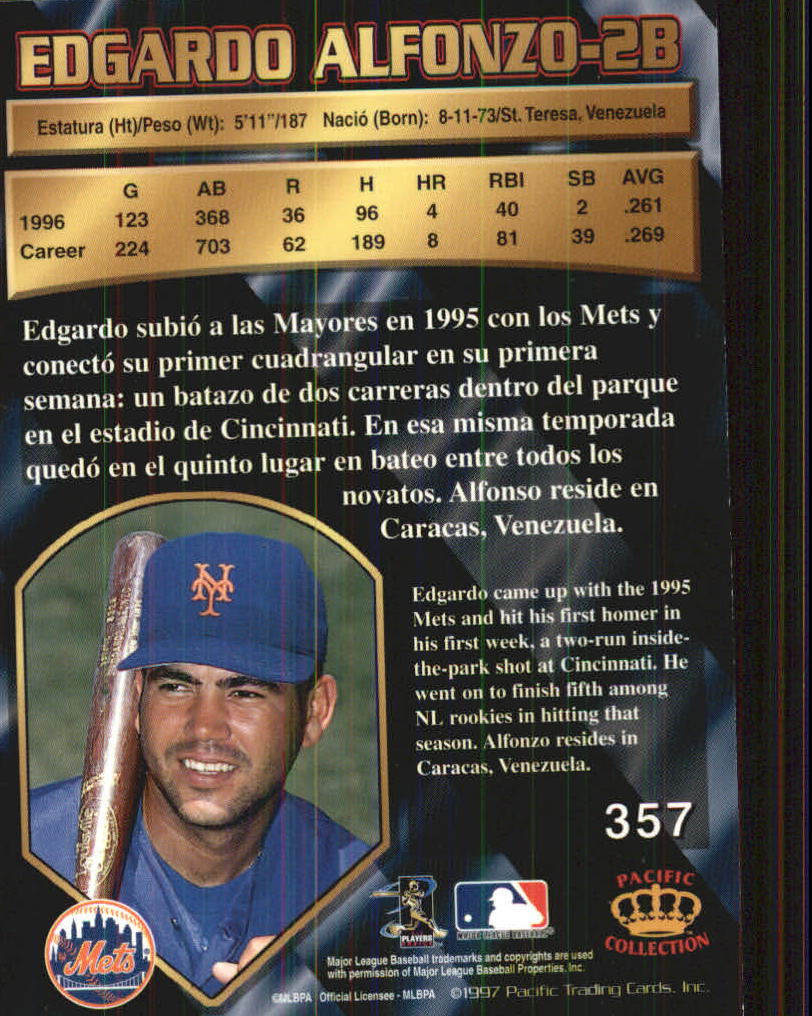 EDGARDO ALFONZO-2B
Estatura (Ht)/Peso (Wt): 5'11"/187 Nació (Born): 8-11-73/St. Teresa, Venezuela
G AB R H HR RBI SB AVG
1996 123 368 36 96 4 40 2 .261
Career 224 703 62 189 8 81 39 .269
Edgardo subió a las Mayores en 1995 con los Mets y
conectó su primer cuadrangular en su primera
semana: un batazo de dos carreras dentro del parque
en el estadio de Cincinnati. En esa misma temporada
quedó en el quinto lugar en bateo entre todos los
novatos. Alfonso reside en
Caracas, Venezuela.
Edgardo came up with the 1995
Mets and hit his first homer in
his first week, a two-run inside-
the-park shot at Cincinnati. He
went on to finish fifth among
NL rookies in hitting that
season. Alfonzo resides in
Caracas, Venezuela.
357
NY
Louisville
Mets
PLAYERS
MAJOR LEAGUE BASEBALL
PACIFIC
COLLECTION
Major League Baseball trademarks and copyrights are used
with permission of Major League Baseball Properties, Inc.
©MLBPA Official Licensee - MLBPA ©1997 Pacific Trading Cards, Inc.